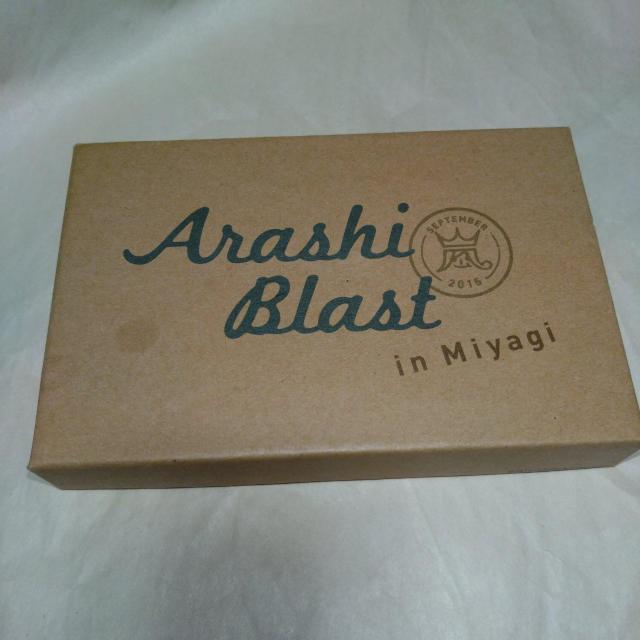 Arashi
SEPTEMBER
嵐
2015
Blast
in Miyagi